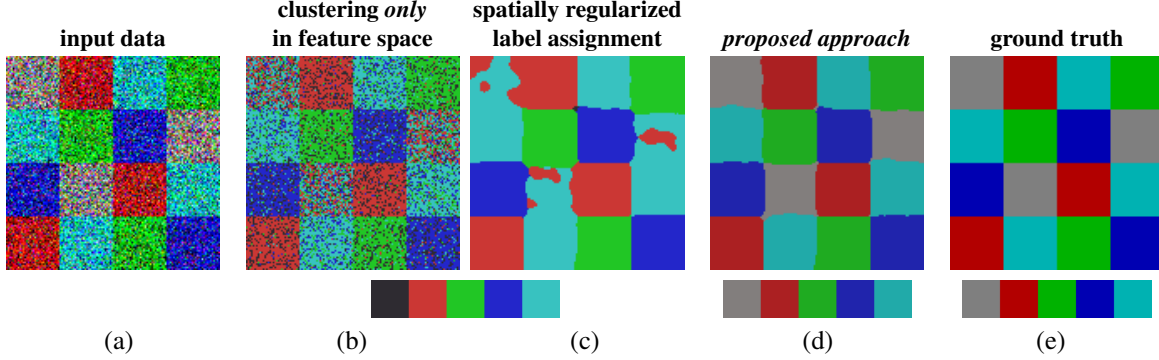 input data
clustering only
in feature space
spatially regularized
label assignment
proposed approach
ground truth
(a)
(b)
(c)
(d)
(e)